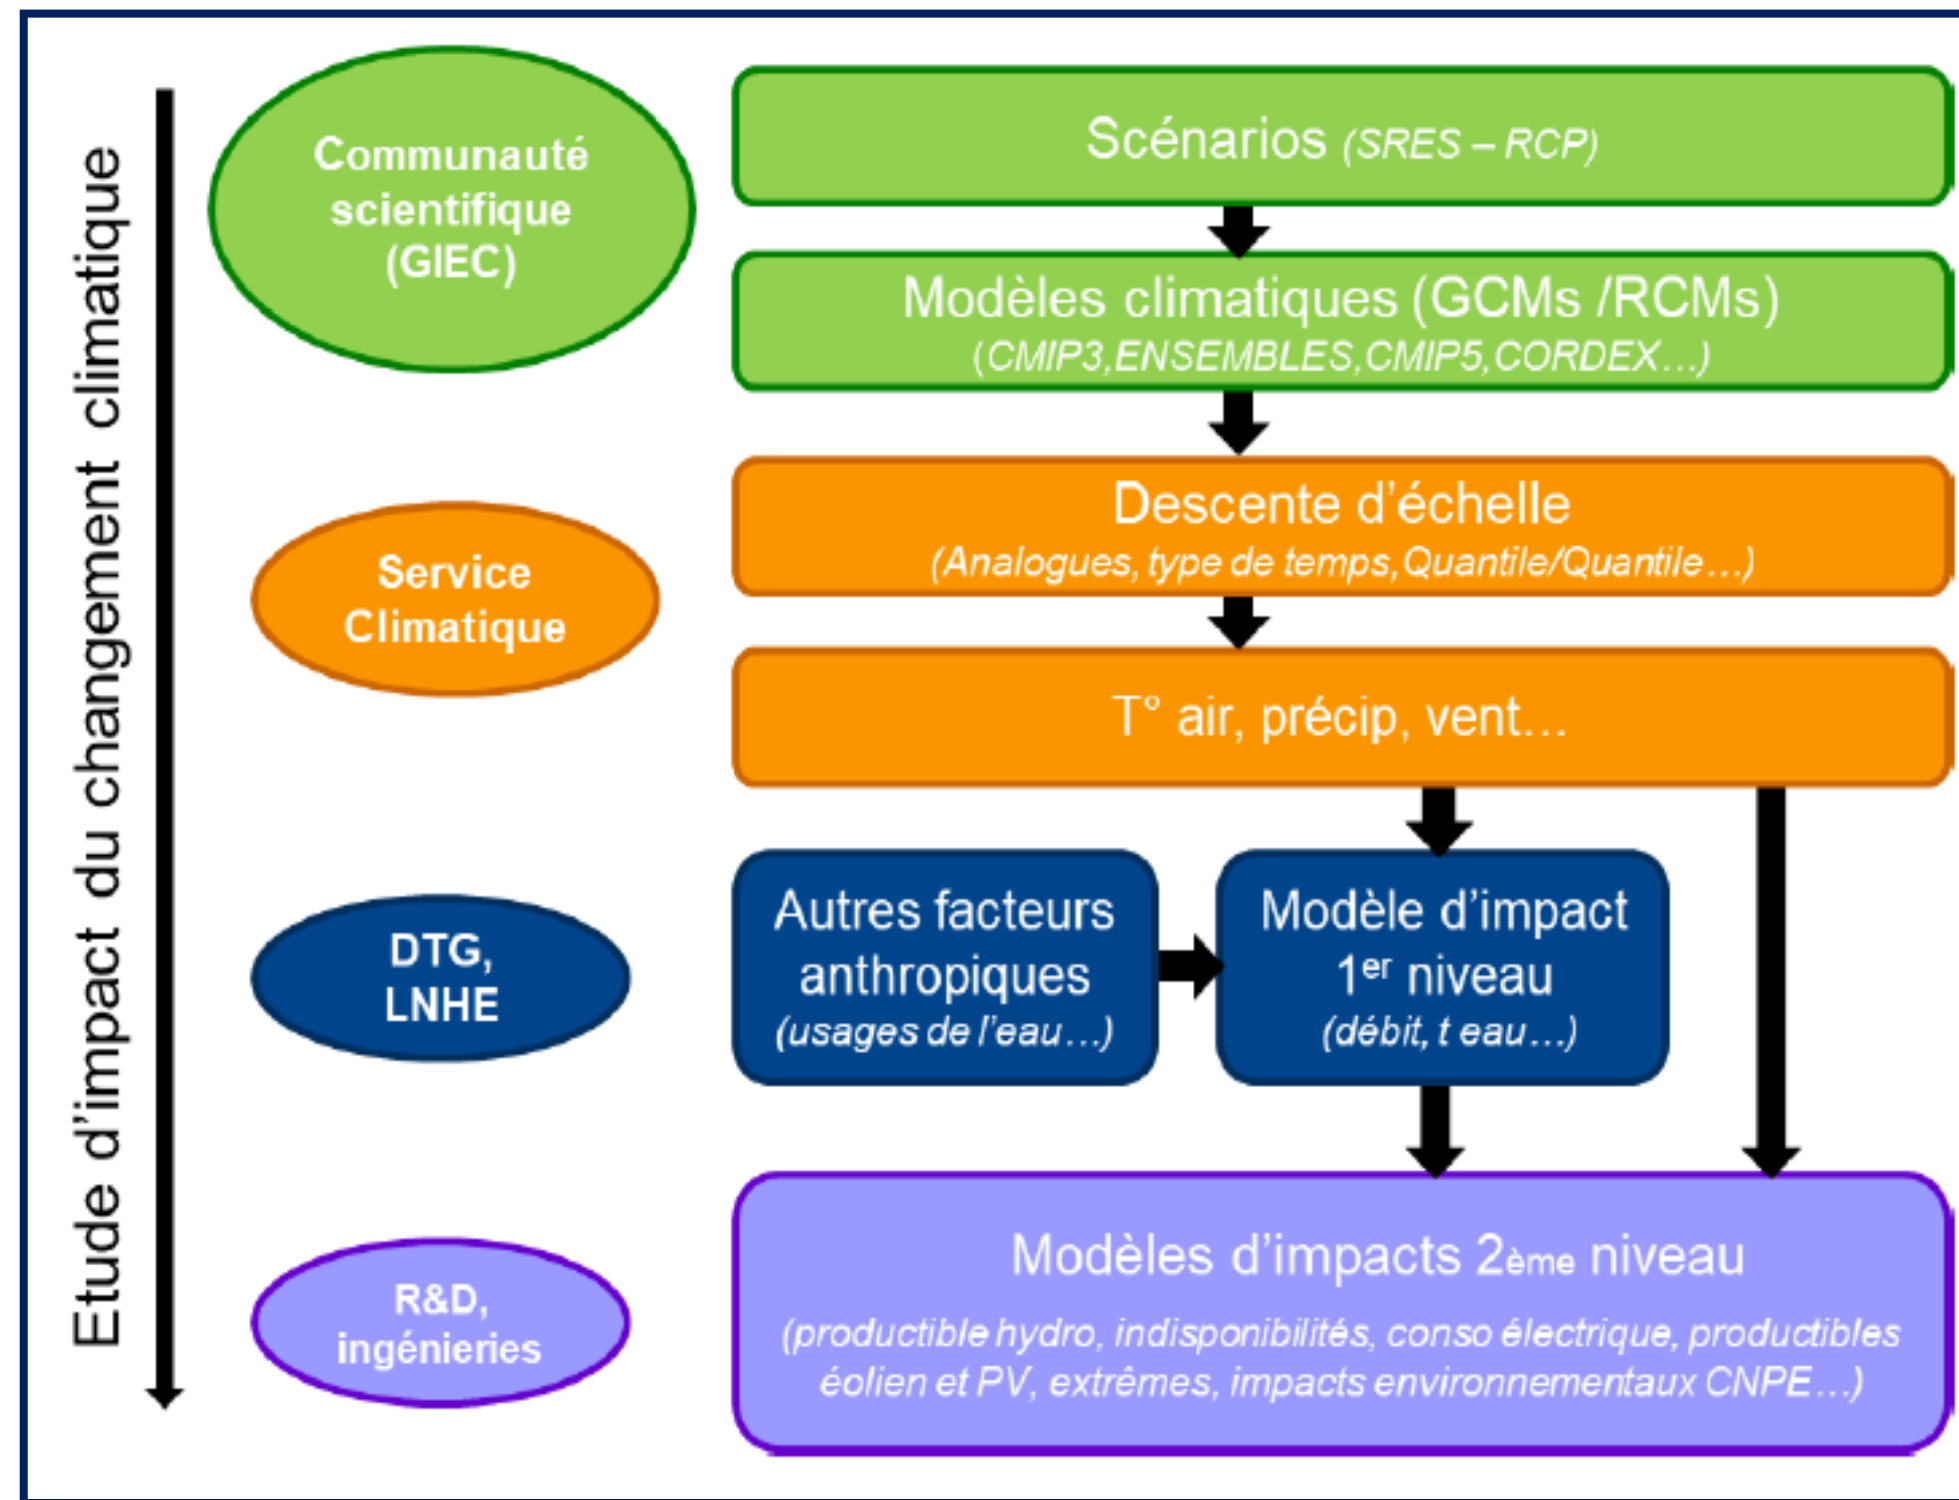 Etude d'impact du changement climatique
Communauté
scientifique
(GIEC)
Scénarios (SRES – RCP)
Modèles climatiques (GCMs /RCMs)
(CMIP3,ENSEMBLES,CMIP5,CORDEX…)
Service
Climatique
Descente d'échelle
(Analogues, type de temps,Quantile/Quantile…)
T° air, précip, vent…
DTG,
LNHE
Autres facteurs
anthropiques
(usages de l'eau…)
Modèle d'impact
1er niveau
(débit, t eau…)
R&D,
ingénieries
Modèles d'impacts 2ème niveau
(productible hydro, indisponibilités, conso électrique, productibles
éolien et PV, extrêmes, impacts environnementaux CNPE…)